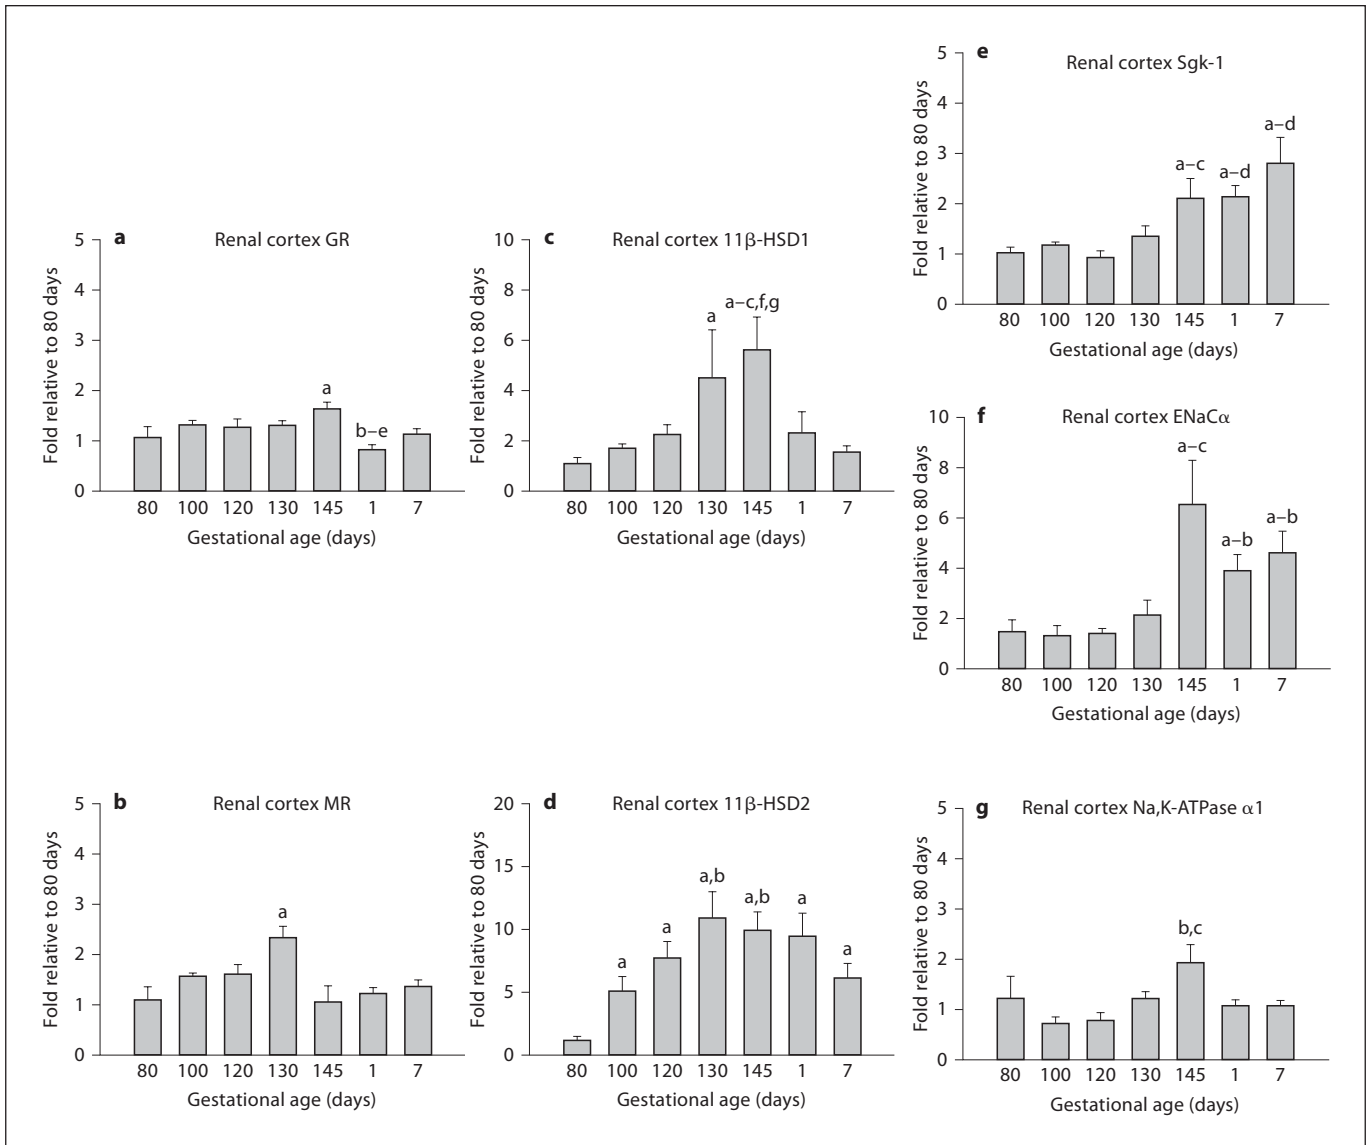 a Renal cortex GR
Fold relative to 80 days
5
4
3
2
1
0
a
b–e
80 100 120 130 145 1 7
Gestational age (days)
b Renal cortex MR
Fold relative to 80 days
5
4
3
2
1
0
a
80 100 120 130 145 1 7
Gestational age (days)
c Renal cortex 11β-HSD1
Fold relative to 80 days
10
8
6
4
2
0
a
a–c,f,g
80 100 120 130 145 1 7
Gestational age (days)
d Renal cortex 11β-HSD2
Fold relative to 80 days
20
15
10
5
0
a
a
a,b
a,b
a
a
80 100 120 130 145 1 7
Gestational age (days)
e Renal cortex Sgk-1
Fold relative to 80 days
5
4
3
2
1
0
a–c
a–d
a–d
80 100 120 130 145 1 7
Gestational age (days)
f Renal cortex ENaCα
Fold relative to 80 days
10
8
6
4
2
0
a–c
a–b
a–b
80 100 120 130 145 1 7
Gestational age (days)
g Renal cortex Na,K-ATPase α1
Fold relative to 80 days
5
4
3
2
1
0
b,c
80 100 120 130 145 1 7
Gestational age (days)